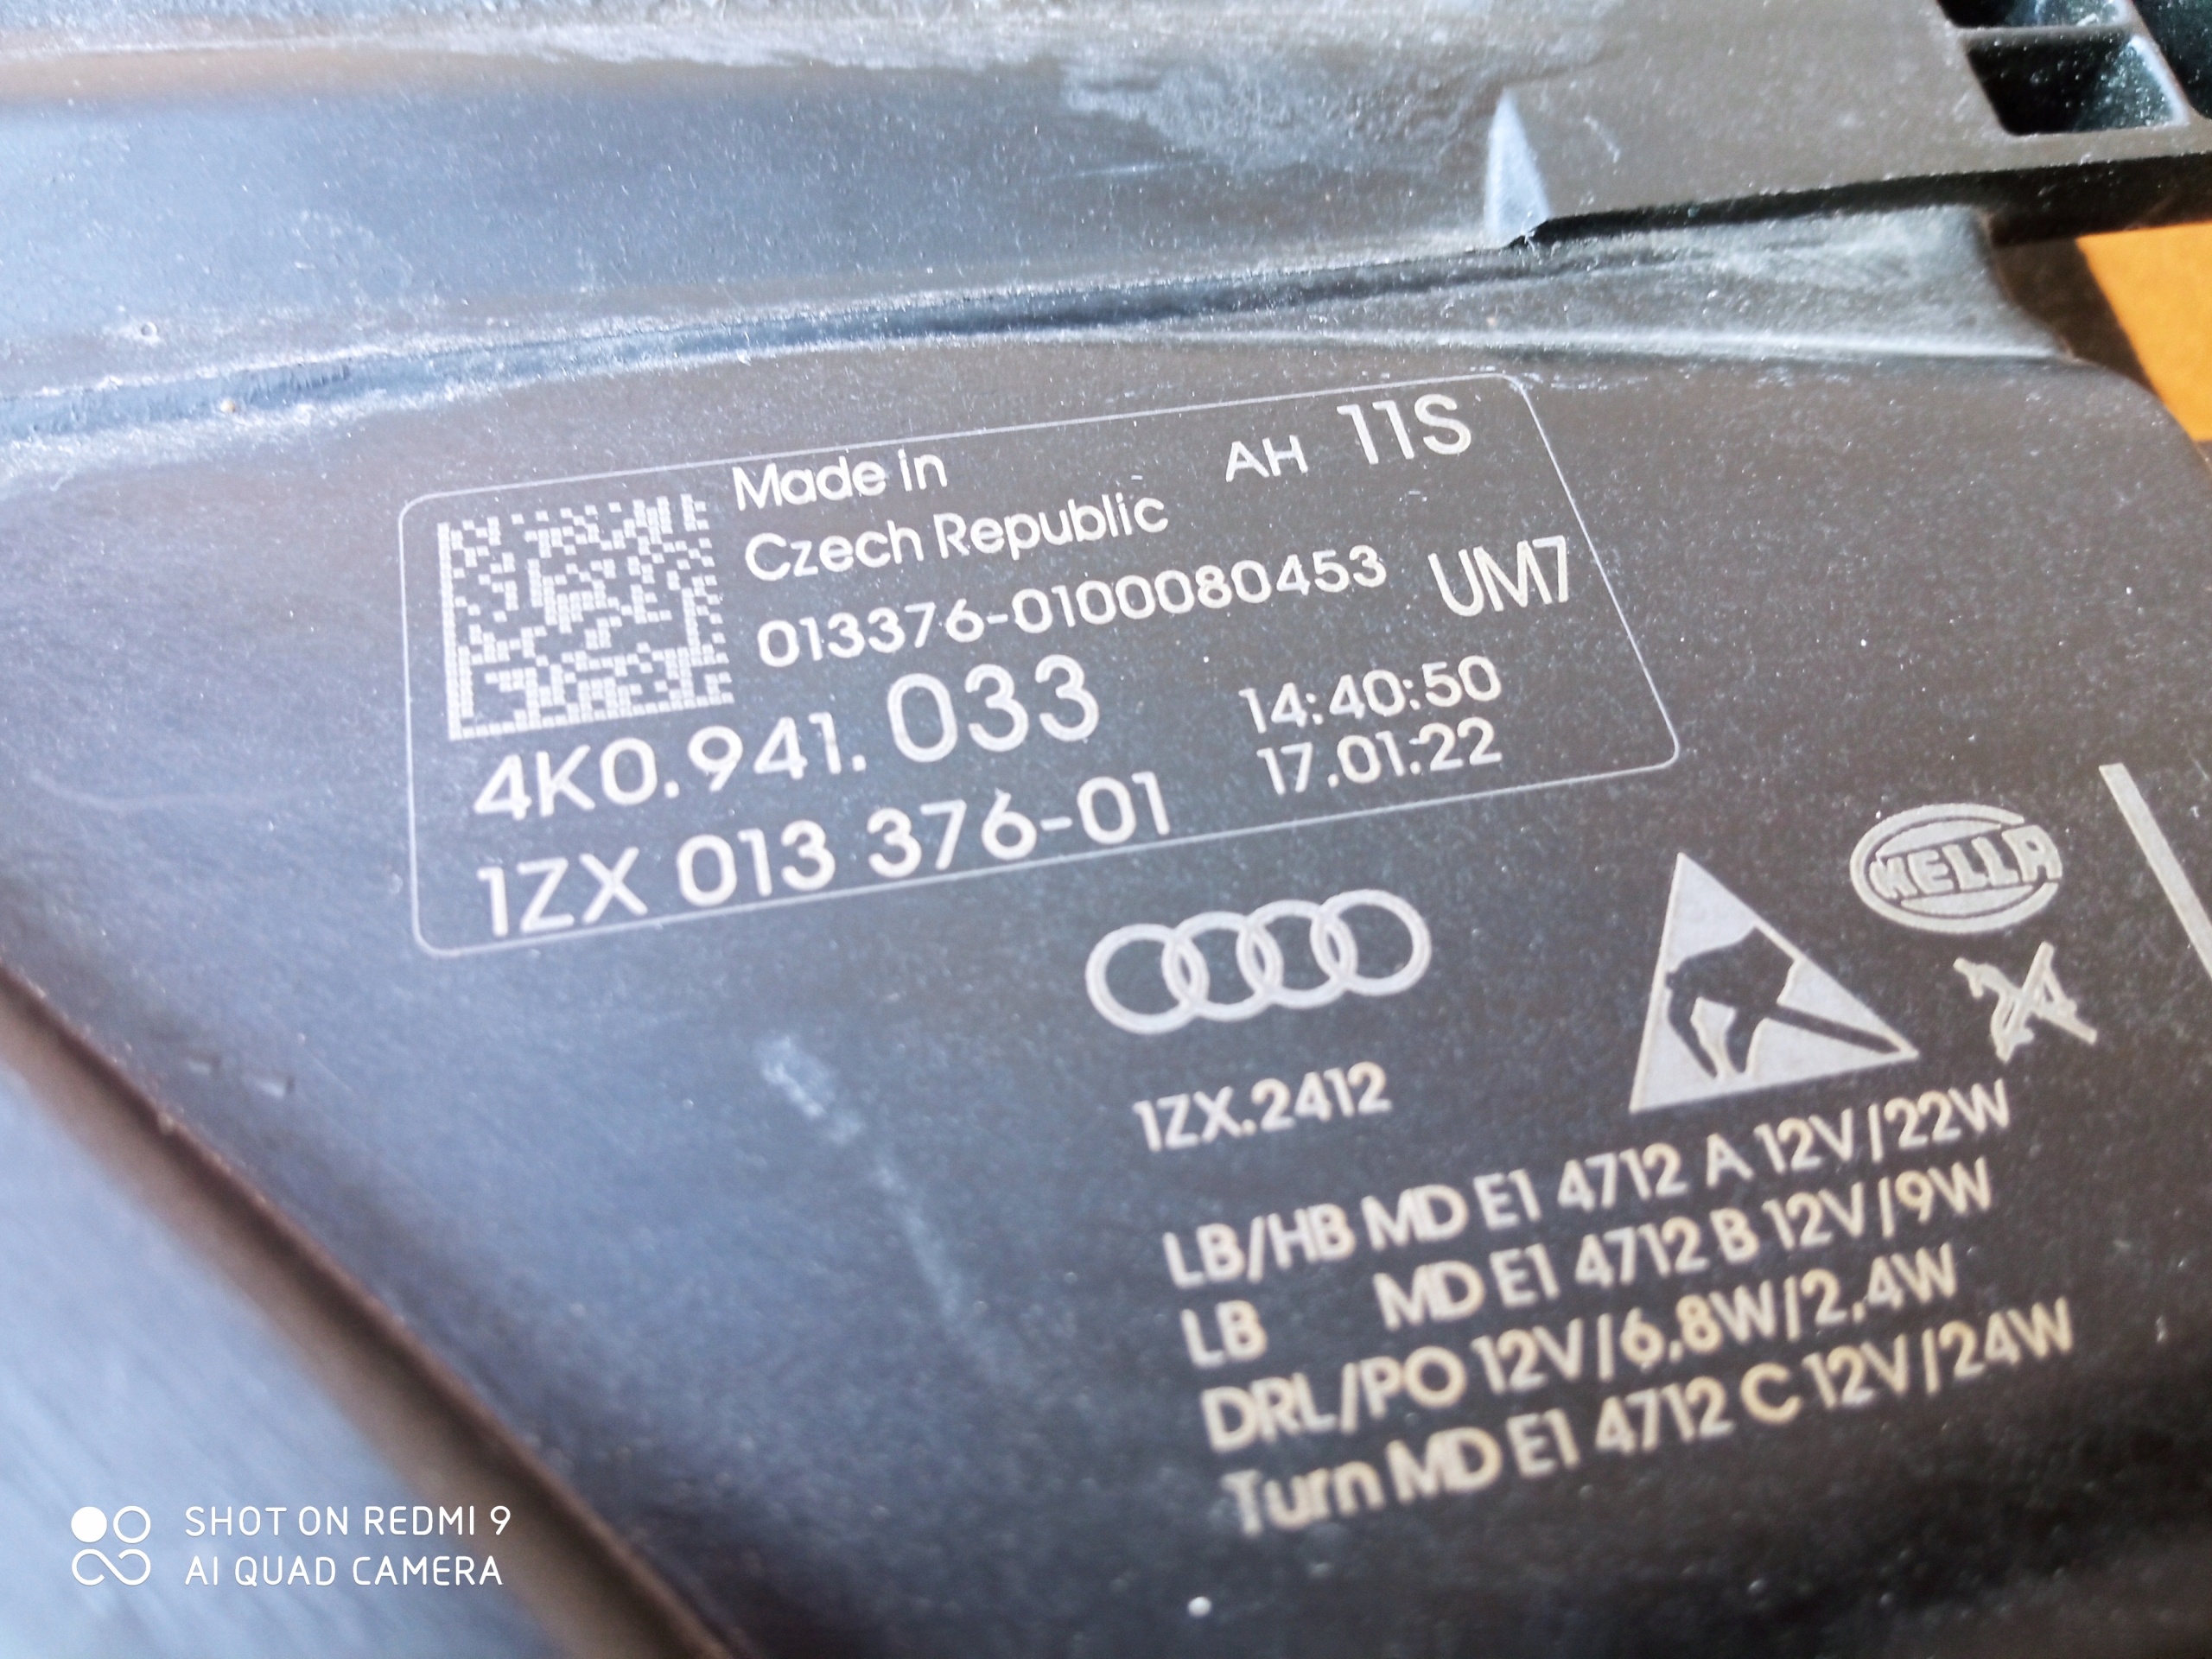 Made in
Czech Republic
AH 11S
013376-0100080453 UM7
4K0.941.033
14:40:50
1ZX 013 376-01
17.01.22
HELLA
24
1ZX.2412
LB/HB MD E1 4712 A 12V/22W
LB MD E1 4712 B 12V/9W
DRL/PO 12V/6.8W/2.4W
Turn MD E1 4712 C 12V/24W
SHOT ON REDMI 9
AI QUAD CAMERA